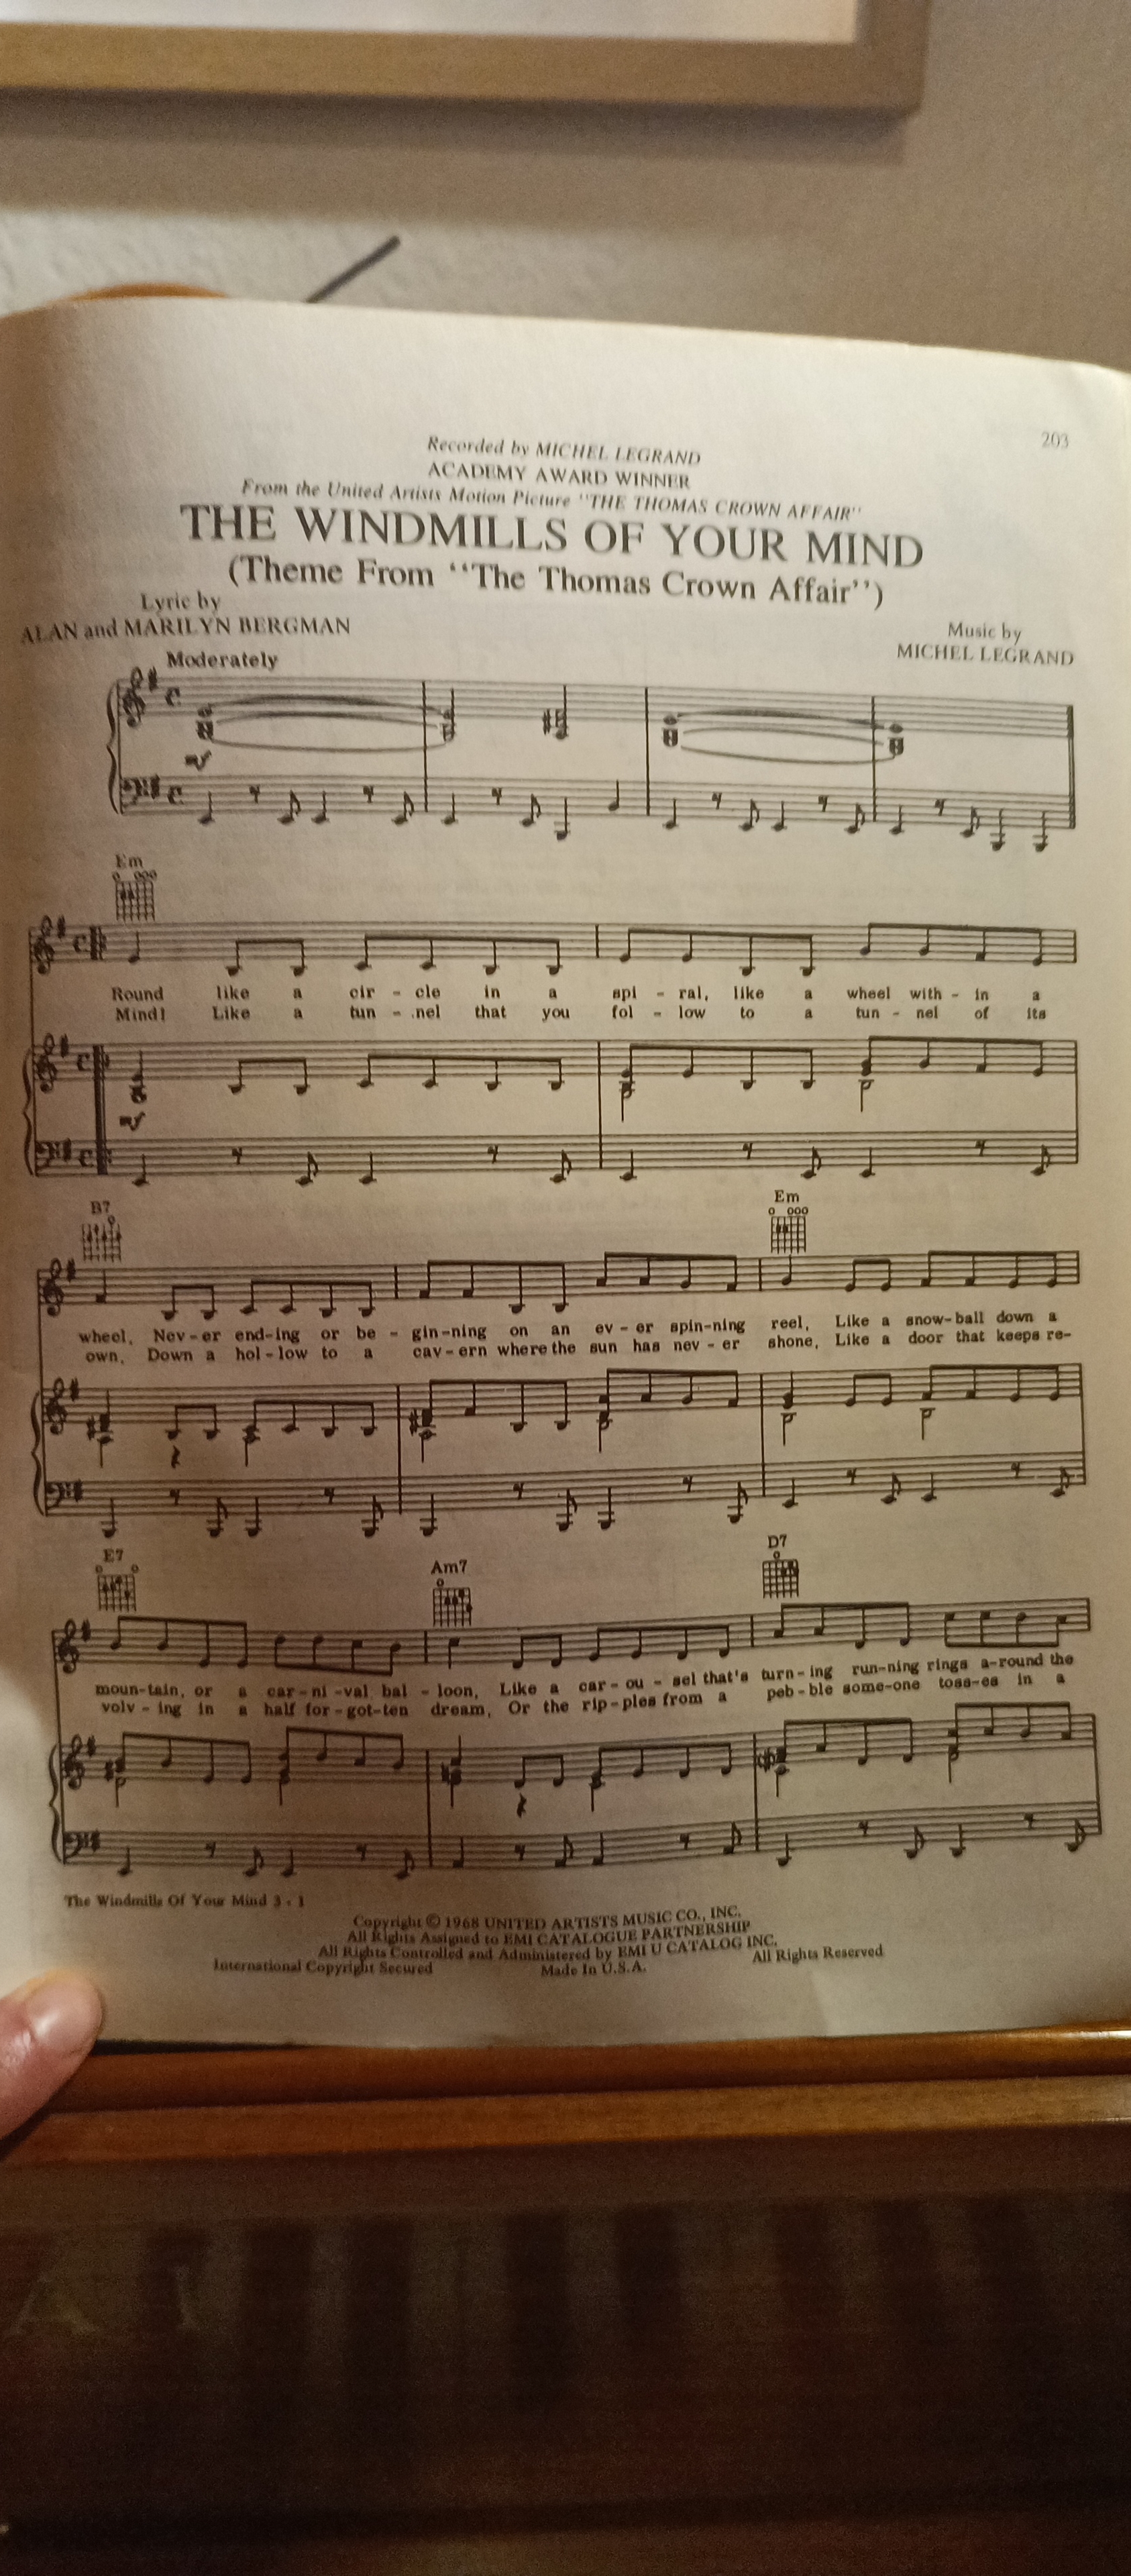 203
Recorded by MICHEL LEGRAND
ACADEMY AWARD WINNER
From the United Artists Motion Picture "THE THOMAS CROWN AFFAIR"
THE WINDMILLS OF YOUR MIND
(Theme From "The Thomas Crown Affair")
Lyric by
ALAN and MARILYN BERGMAN
Music by
MICHEL LEGRAND
Moderately
mf
Em
Round like a cir - cle in a spi - ral, like a wheel with - in a
Mind! Like a tun - nel that you fol - low to a tun - nel of its
mf
B7 Em
wheel, Nev - er end - ing or be - gin - ning on an ev - er spin - ning reel, Like a snow - ball down a
own, Down a hol - low to a cav - ern where the sun has nev - er shone, Like a door that keeps re -
E7 Am7 D7
moun - tain, or a car - ni - val bal - loon, Like a car - ou - sel that's turn - ing run - ning rings a - round the
volv - ing in a half for - got - ten dream, Or the rip - ples from a peb - ble some - one toss - es in a
The Windmills Of Your Mind 3 - 1
Copyright © 1968 UNITED ARTISTS MUSIC CO., INC.
All Rights Assigned to EMI CATALOGUE PARTNERSHIP
All Rights Controlled and Administered by EMI U CATALOG INC.
International Copyright Secured Made In U.S.A. All Rights Reserved